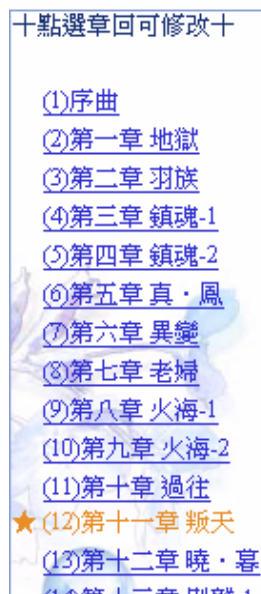 十點選章回可修改十
(1)序曲
(2)第一章 地獄
(3)第二章 羽族
(4)第三章 鎮魂-1
(5)第四章 鎮魂-2
(6)第五章 真・鳳
(7)第六章 異變
(8)第七章 老婦
(9)第八章 火海-1
(10)第九章 火海-2
(11)第十章 過往
★(12)第十一章 叛天
(13)第十二章 曉・暮